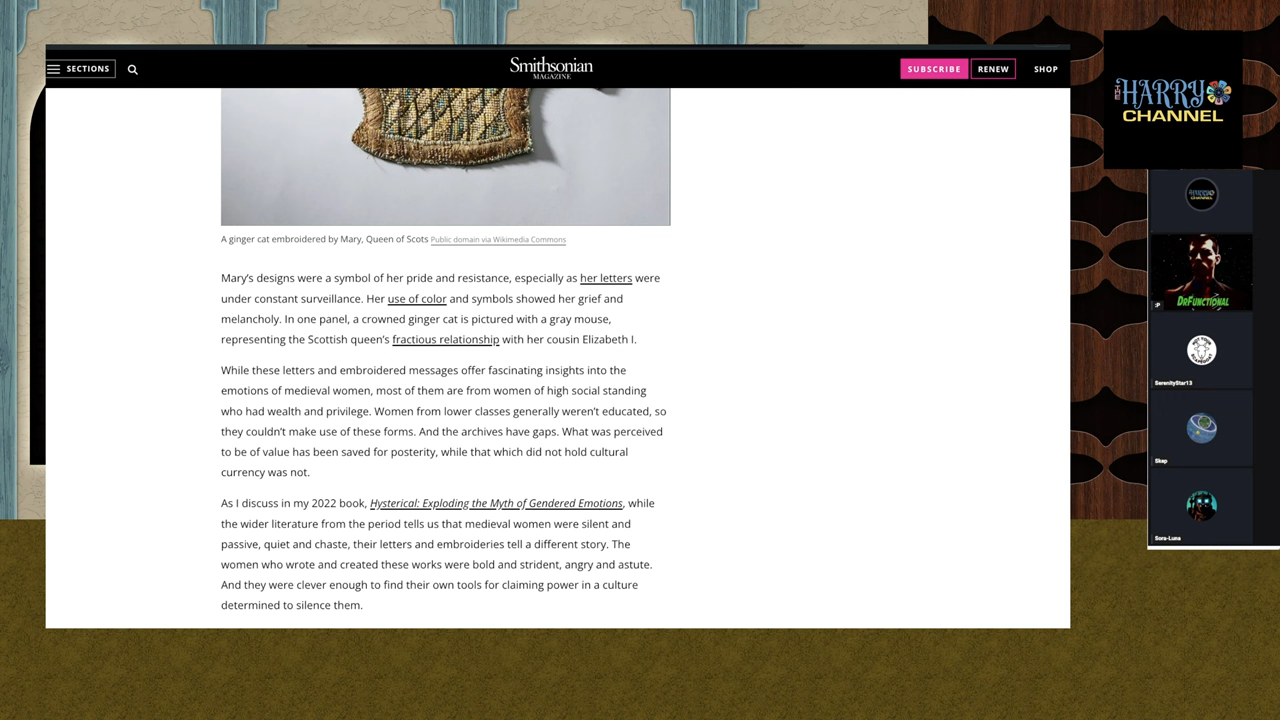 SECTIONS
Smithsonian
MAGAZINE
SUBSCRIBE
RENEW
SHOP
THE
HARRY
CHANNEL
A ginger cat embroidered by Mary, Queen of Scots Public domain via Wikimedia Commons
Mary’s designs were a symbol of her pride and resistance, especially as her letters were
under constant surveillance. Her use of color and symbols showed her grief and
melancholy. In one panel, a crowned ginger cat is pictured with a gray mouse,
representing the Scottish queen’s fractious relationship with her cousin Elizabeth I.
While these letters and embroidered messages offer fascinating insights into the
emotions of medieval women, most of them are from women of high social standing
who had wealth and privilege. Women from lower classes generally weren’t educated, so
they couldn’t make use of these forms. And the archives have gaps. What was perceived
to be of value has been saved for posterity, while that which did not hold cultural
currency was not.
As I discuss in my 2022 book, Hysterical: Exploding the Myth of Gendered Emotions, while
the wider literature from the period tells us that medieval women were silent and
passive, quiet and chaste, their letters and embroideries tell a different story. The
women who wrote and created these works were bold and strident, angry and astute.
And they were clever enough to find their own tools for claiming power in a culture
determined to silence them.
HARRY
CHANNEL
DRFUNCTIONAL
:P
SerenityStar13
Skep
Sora-Luna